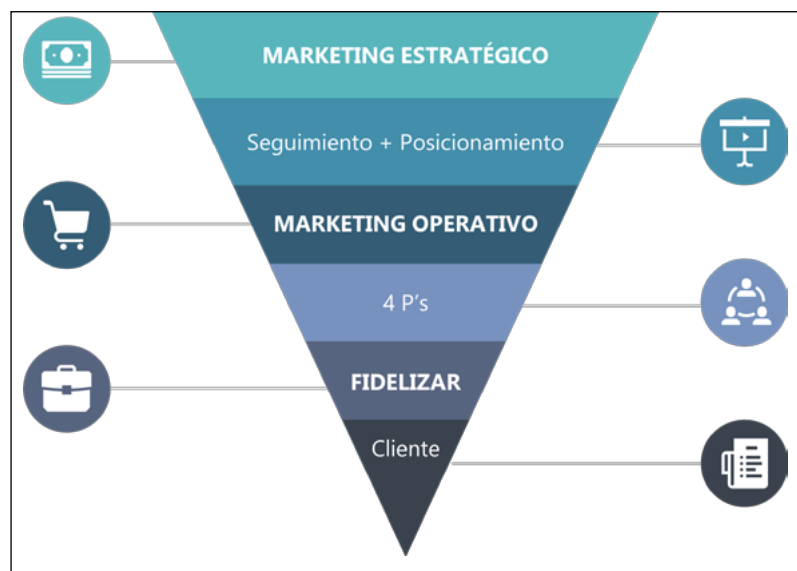 MARKETING ESTRATÉGICO
Seguimiento + Posicionamiento
MARKETING OPERATIVO
4 P's
FIDELIZAR
Cliente